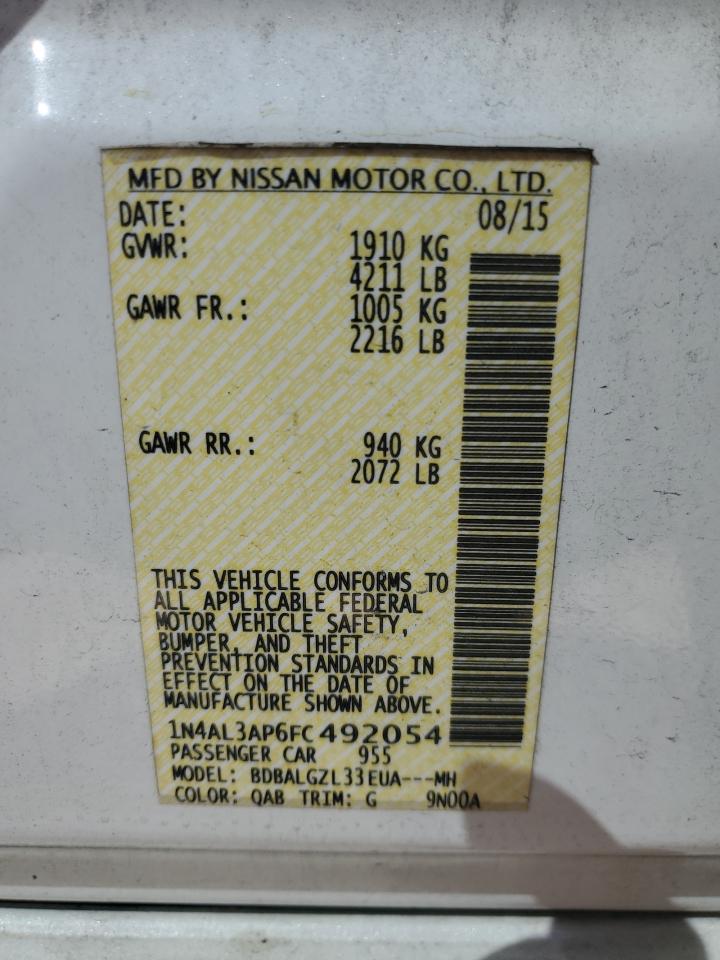 MFD BY NISSAN MOTOR CO., LTD.
DATE: 08/15
GVWR: 1910 KG
4211 LB
GAWR FR.: 1005 KG
2216 LB
GAWR RR.: 940 KG
2072 LB
THIS VEHICLE CONFORMS TO
ALL APPLICABLE FEDERAL
MOTOR VEHICLE SAFETY,
BUMPER, AND THEFT
PREVENTION STANDARDS IN
EFFECT ON THE DATE OF
MANUFACTURE SHOWN ABOVE.
1N4AL3AP6FC492054
PASSENGER CAR 955
MODEL: BDBALGZL33EUA---MH
COLOR: QAB TRIM: G 9N00A